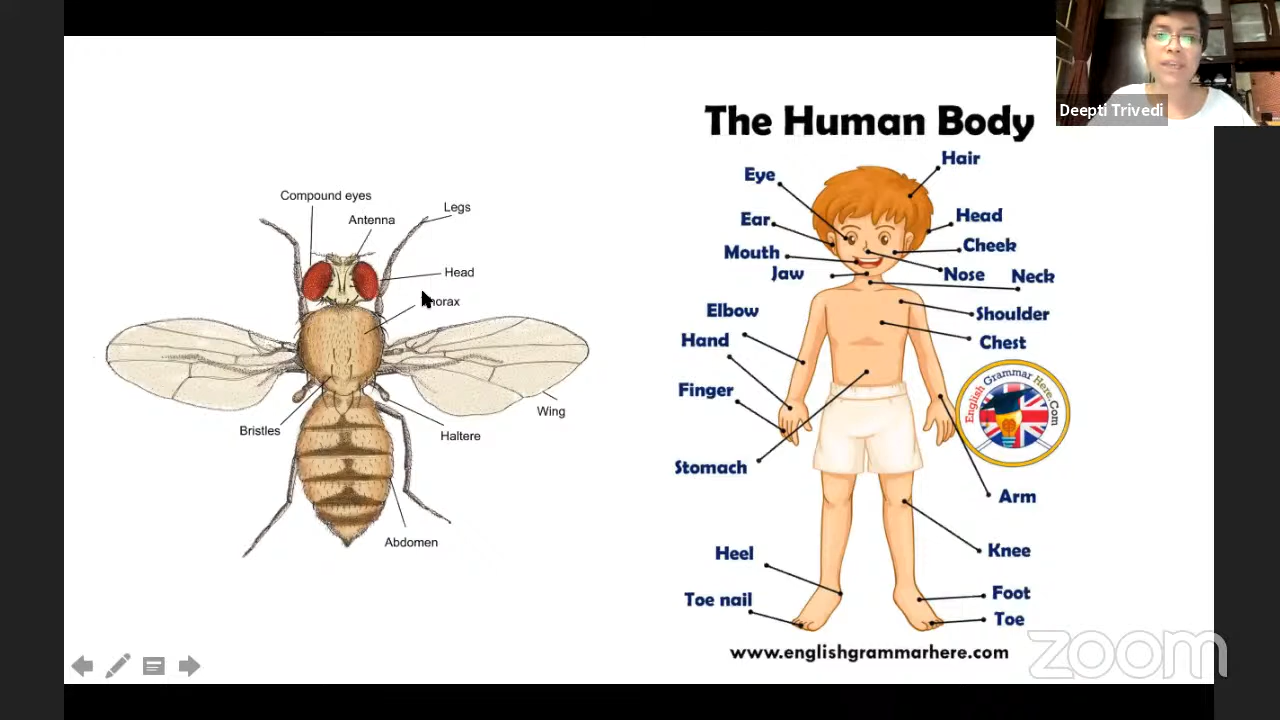 Deepti Trivedi
Compound eyes
Antenna
Legs
Head
Wing
Bristles
Haltere
Abdomen
The Human Body
Hair
Eye
Ear
Head
Cheek
Mouth
Jaw
Nose
Neck
Elbow
Shoulder
Hand
Chest
Finger
English Grammar Here.Com
Stomach
Arm
Heel
Knee
Toe nail
Foot
Toe
www.englishgrammarhere.com
zoom